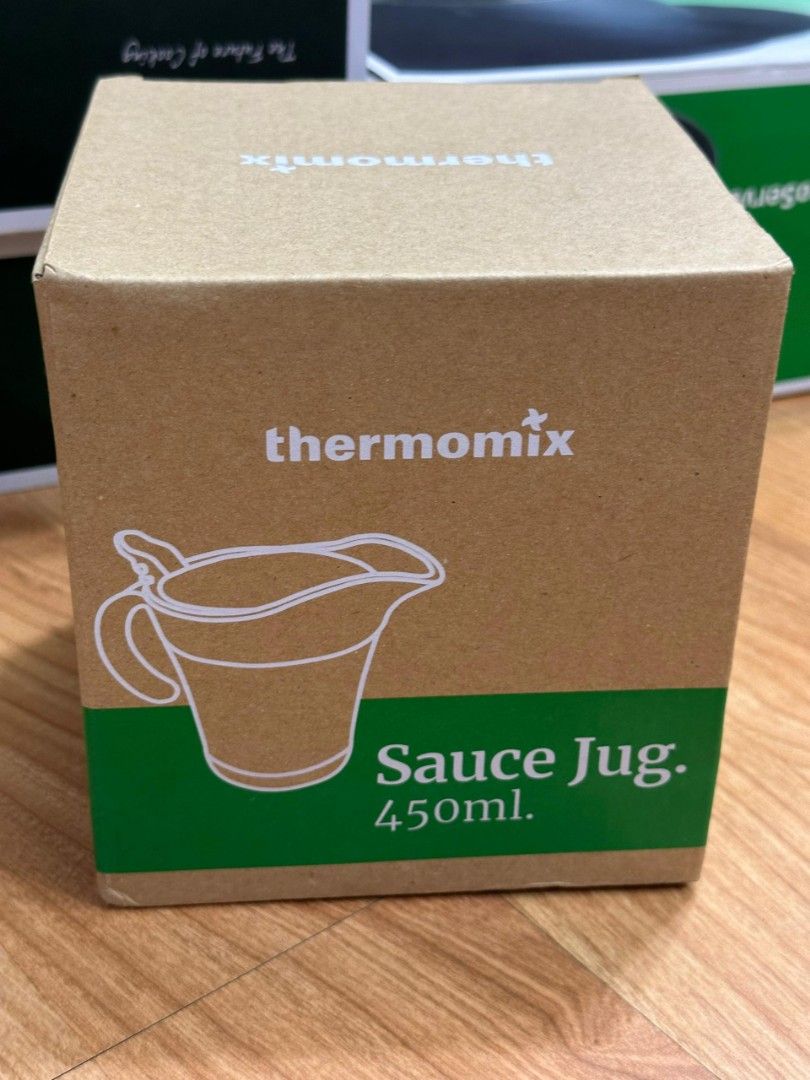 The Future of Cooking
thermomix
thermomix
Sauce Jug.
450ml.